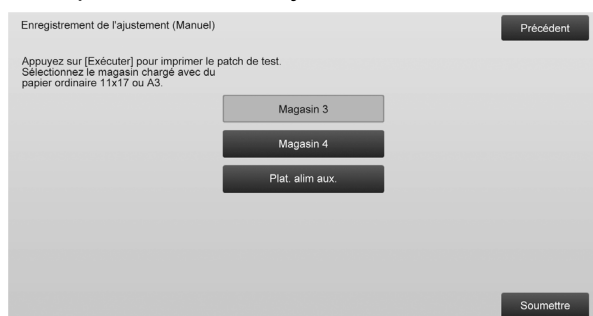 Enregistrement de l'ajustement (Manuel)
Précédent
Appuyez sur [Exécuter] pour imprimer le patch de test.
Sélectionnez le magasin chargé avec du
papier ordinaire 11x17 ou A3.
Magasin 3
Magasin 4
Plat. alim aux.
Soumettre